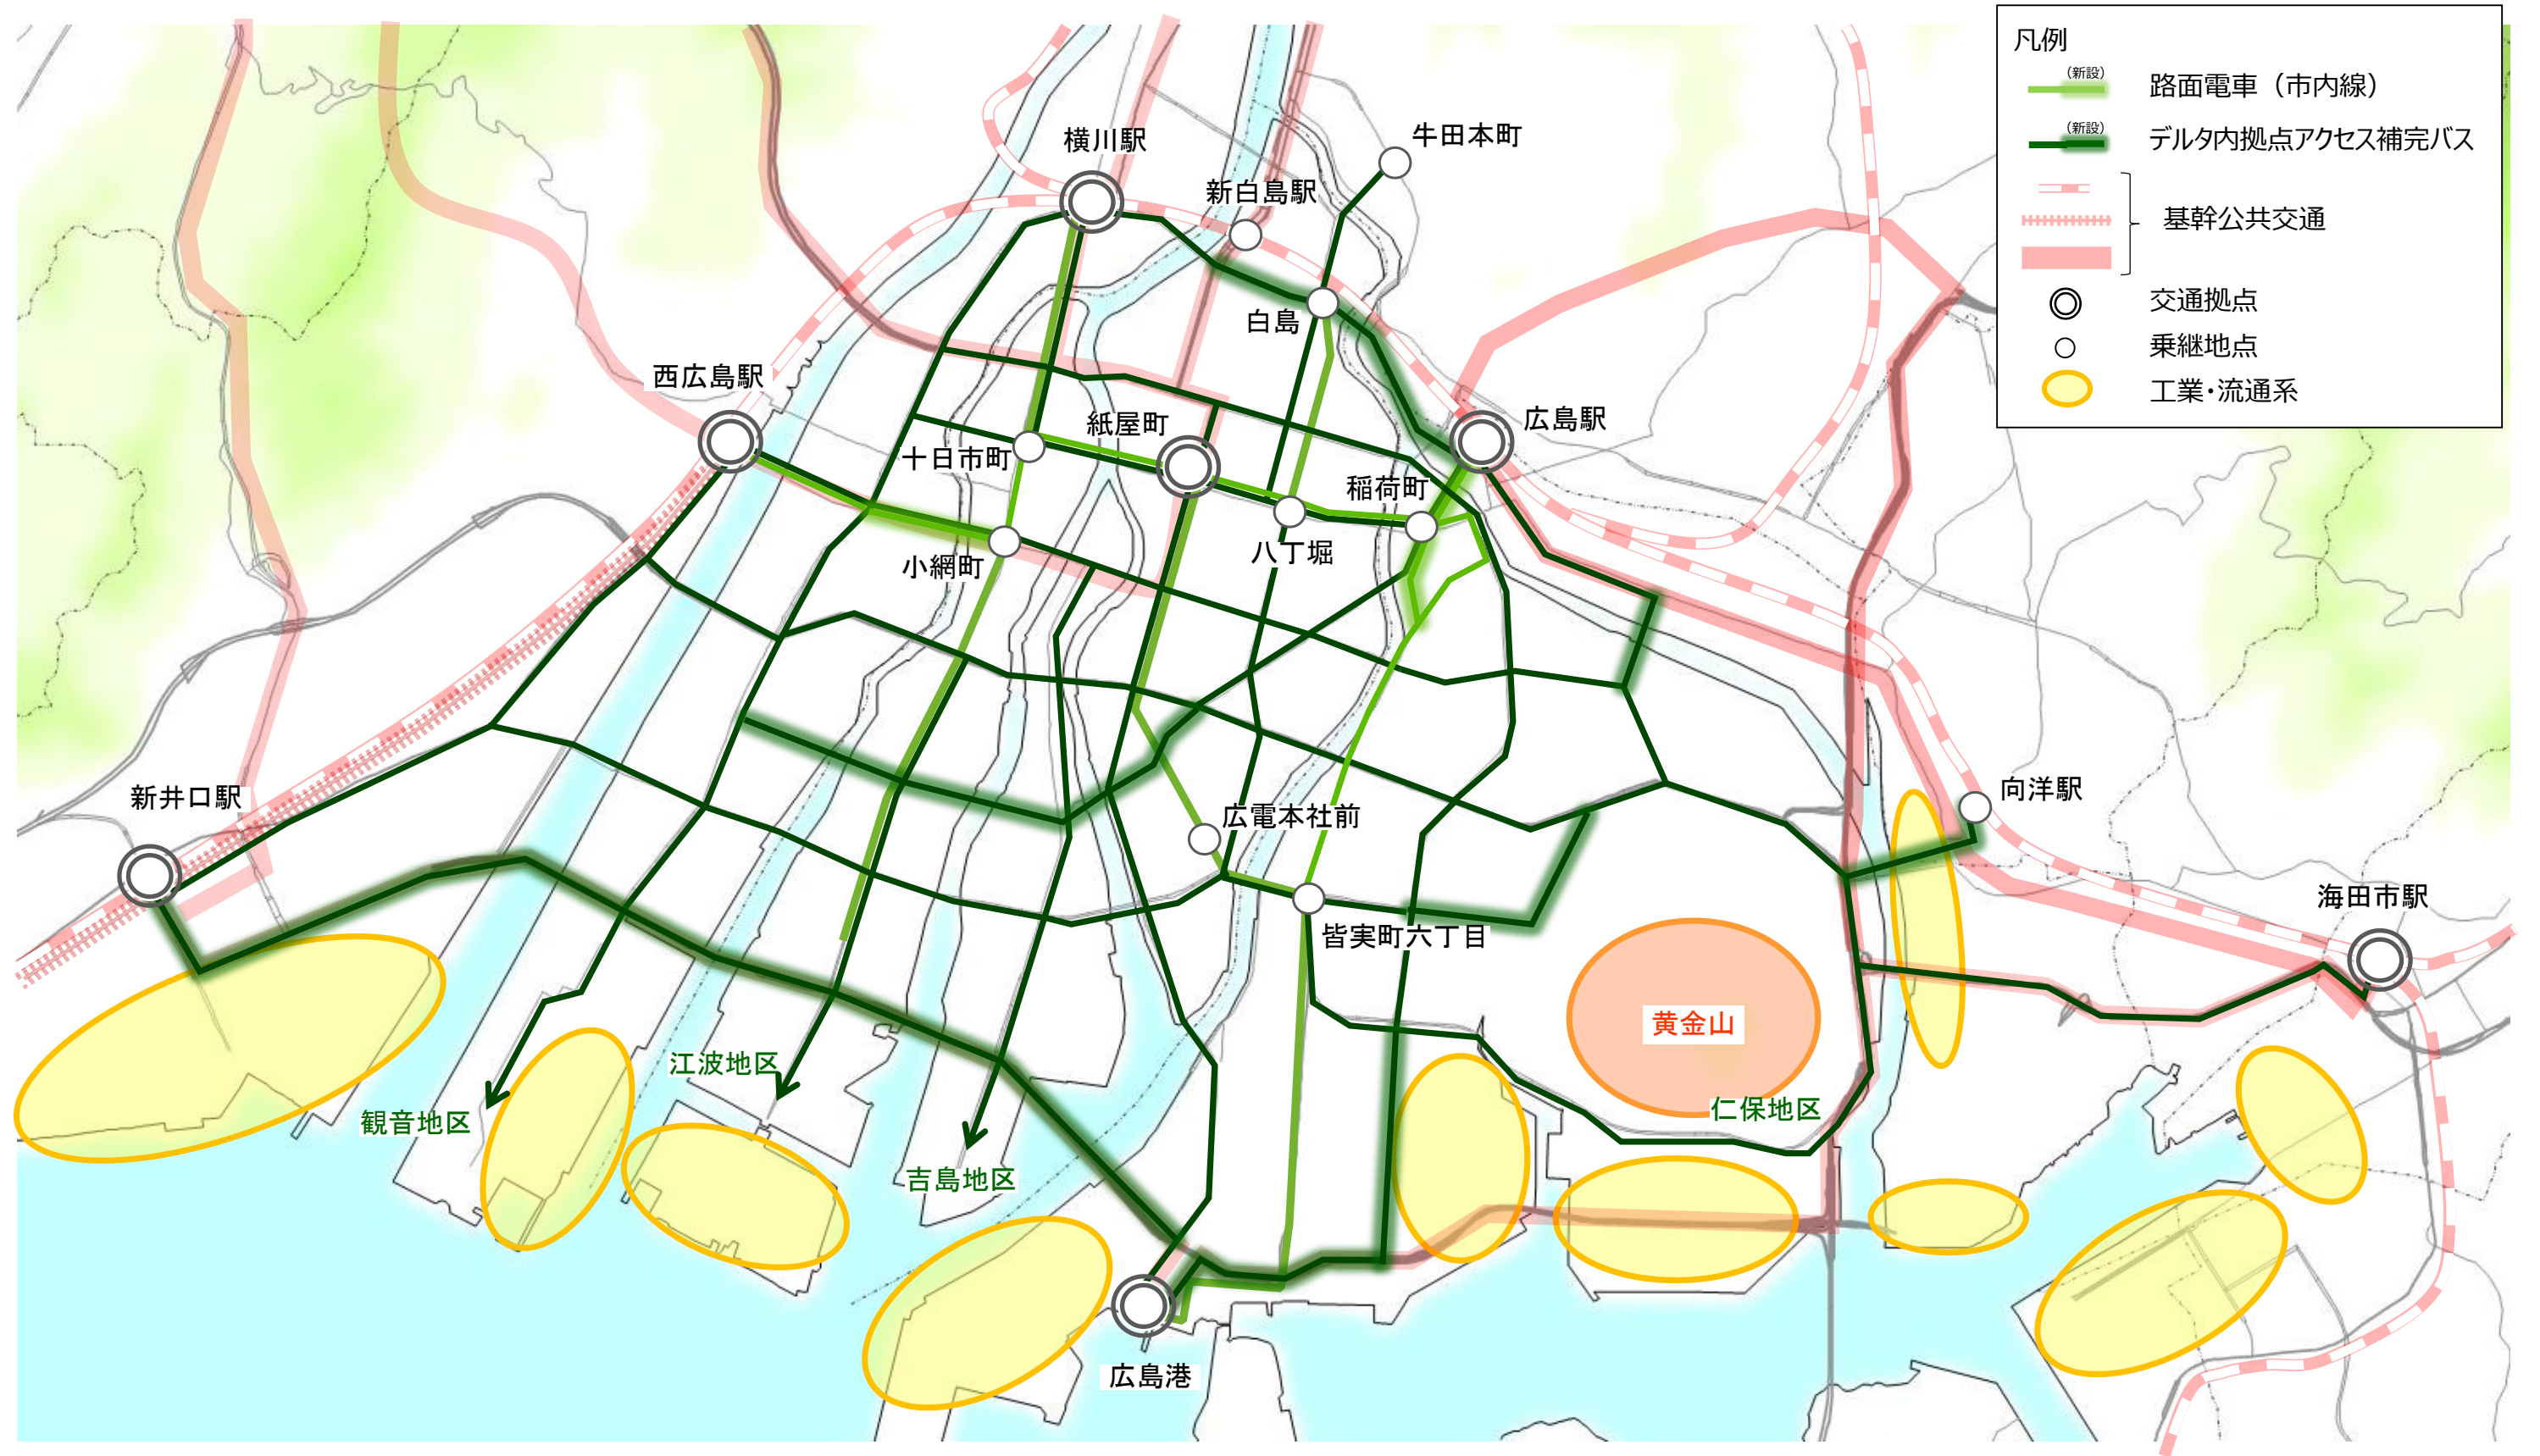 凡例
(新設)
路面電車（市内線）
(新設)
デルタ内拠点アクセス補完バス
基幹公共交通
交通拠点
乗継地点
工業・流通系
牛田本町
横川駅
新白島駅
白島
西広島駅
広島駅
紙屋町
十日市町
稲荷町
八丁堀
小網町
新井口駅
向洋駅
広電本社前
海田市駅
皆実町六丁目
黄金山
江波地区
観音地区
仁保地区
吉島地区
広島港